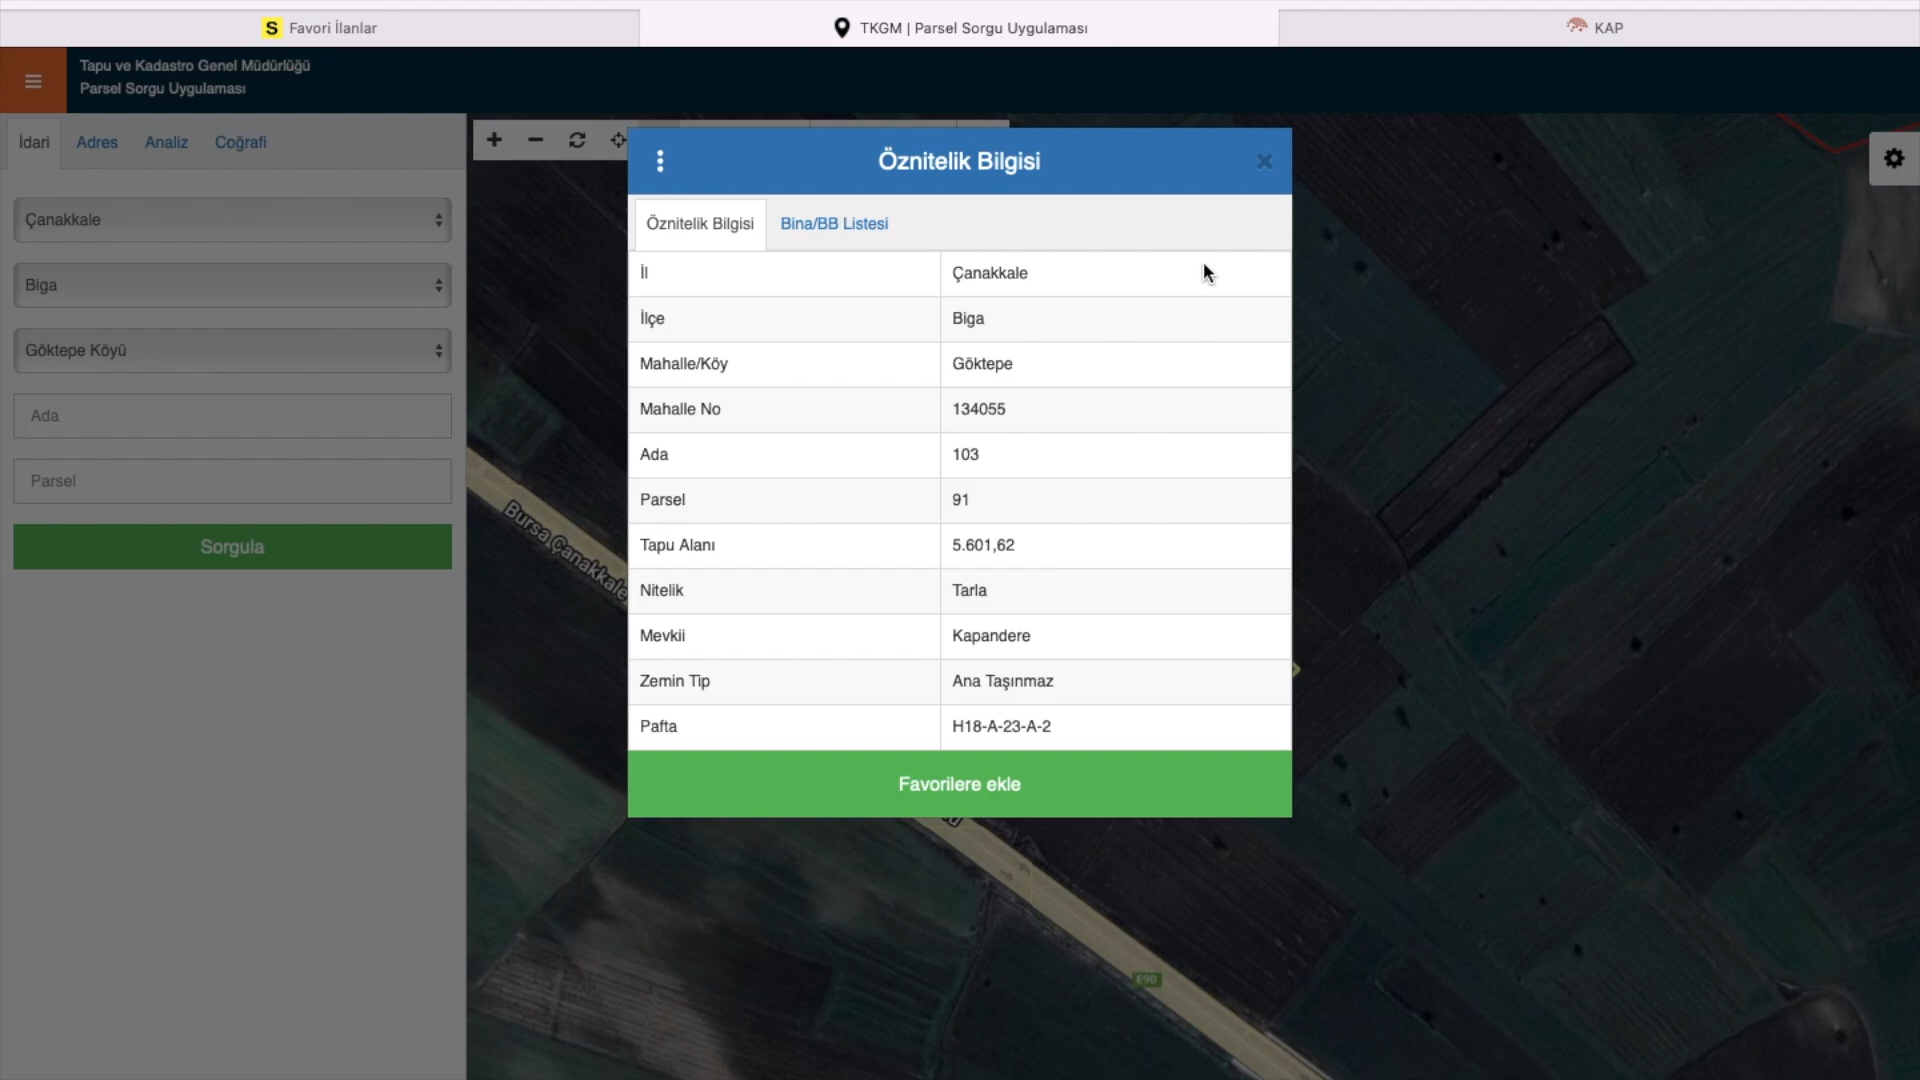 Favori İlanlar
TKGM | Parsel Sorgu Uygulaması
KAP
Tapu ve Kadastro Genel Müdürlüğü
Parsel Sorgu Uygulaması
İdari Adres Analiz Coğrafi
Çanakkale
Biga
Göktepe Köyü
Ada
Parsel
Sorgula
Öznitelik Bilgisi
Öznitelik Bilgisi Bina/BB Listesi
İl Çanakkale
İlçe Biga
Mahalle/Köy Göktepe
Mahalle No 134055
Ada 103
Parsel 91
Tapu Alanı 5.601,62
Nitelik Tarla
Mevkii Kapandere
Zemin Tip Ana Taşınmaz
Pafta H18-A-23-A-2
Favorilere ekle
Bursa Çanakkale
E90